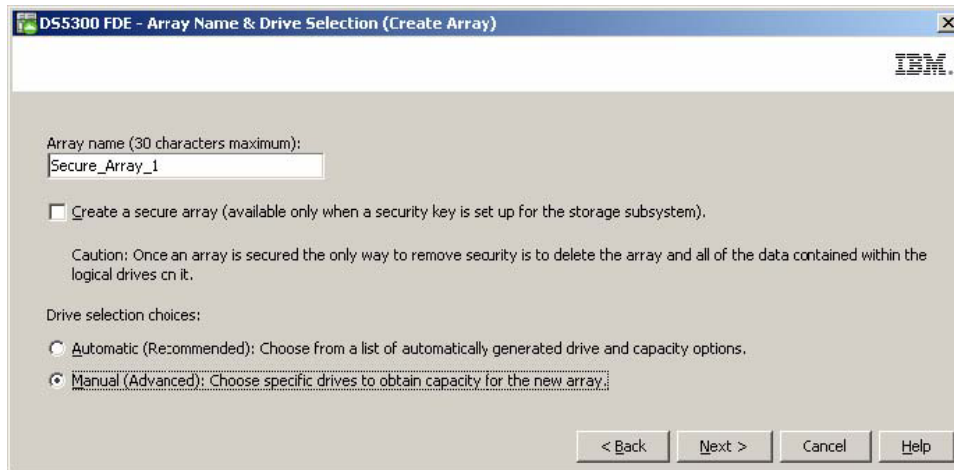 DS5300 FDE - Array Name & Drive Selection (Create Array)
IBM.
Array name (30 characters maximum):
Secure_Array_1
Create a secure array (available only when a security key is set up for the storage subsystem).
Caution: Once an array is secured the only way to remove security is to delete the array and all of the data contained within the
logical drives cn it.
Drive selection choices:
Automatic (Recommended): Choose from a list of automatically generated drive and capacity options.
Manual (Advanced): Choose specific drives to obtain capacity for the new array.
< Back
Next >
Cancel
Help